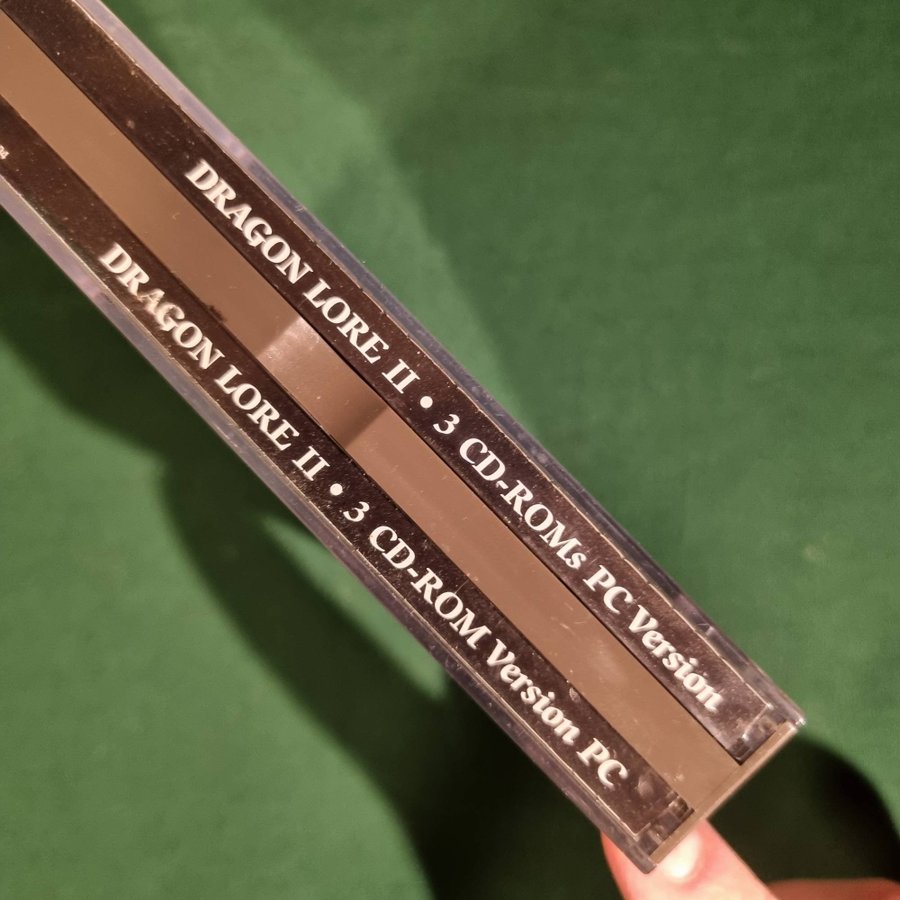 DRAGON LORE II • 3 CD-ROMs PC Version
DRAGON LORE II • 3 CD-ROM Version PC